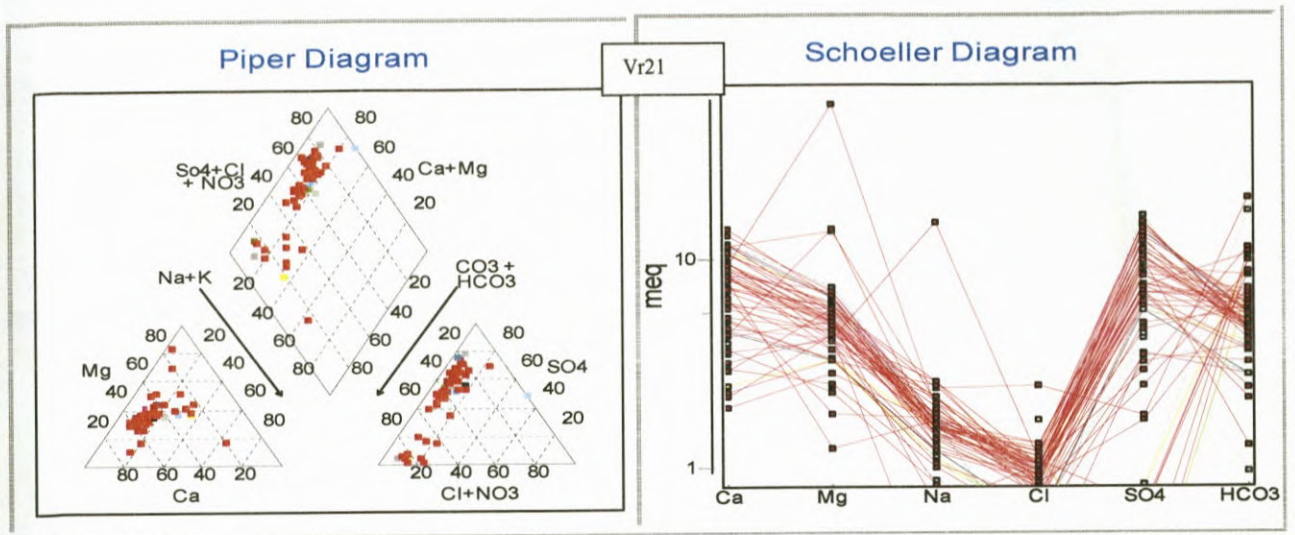 Piper Diagram
Vr21
Schoeller Diagram
80 80
60 60
So4+Cl + NO3
40 40 Ca+Mg
20 20
Na+K
CO3 + HCO3
20 20
40 40
60 60
80 80
Mg
80 20
60 40
40 60
20 80
80 60 40 20
Ca
SO4
20 80
40 60
60 40
80 20
20 40 60 80
Cl+NO3
meq
10
1
Ca Mg Na Cl SO4 HCO3